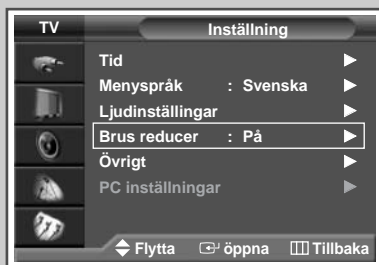 TV Inställning
Tid
Menyspråk : Svenska
Ljudinställingar
Brus reducer : På
Övrigt
PC inställningar
Flytta öppna Tillbaka